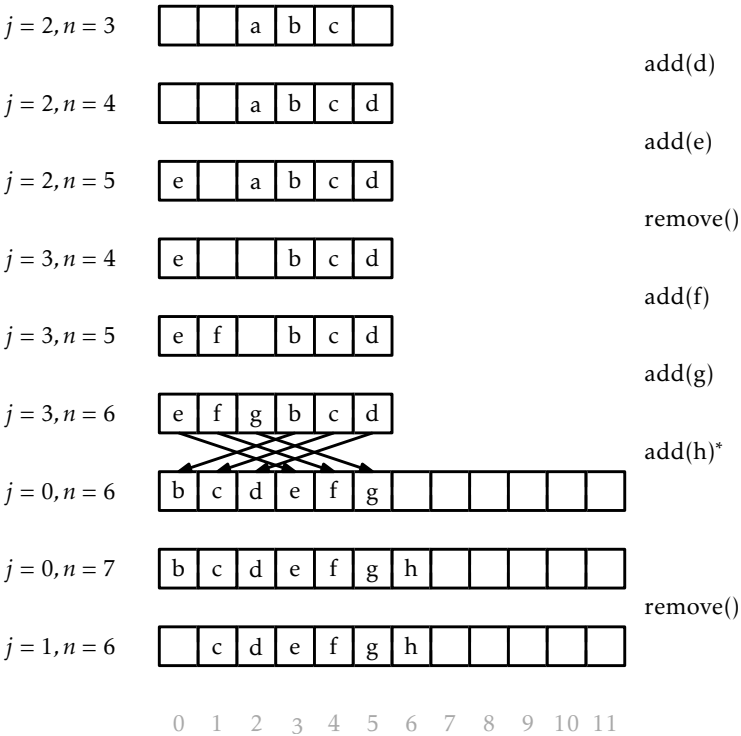 j = 2, n = 3 a b c
add(d)
j = 2, n = 4 a b c d
add(e)
j = 2, n = 5 e a b c d
remove()
j = 3, n = 4 e b c d
add(f)
j = 3, n = 5 e f b c d
add(g)
j = 3, n = 6 e f g b c d
add(h)*
j = 0, n = 6 b c d e f g
j = 0, n = 7 b c d e f g h
remove()
j = 1, n = 6 c d e f g h
0 1 2 3 4 5 6 7 8 9 10 11